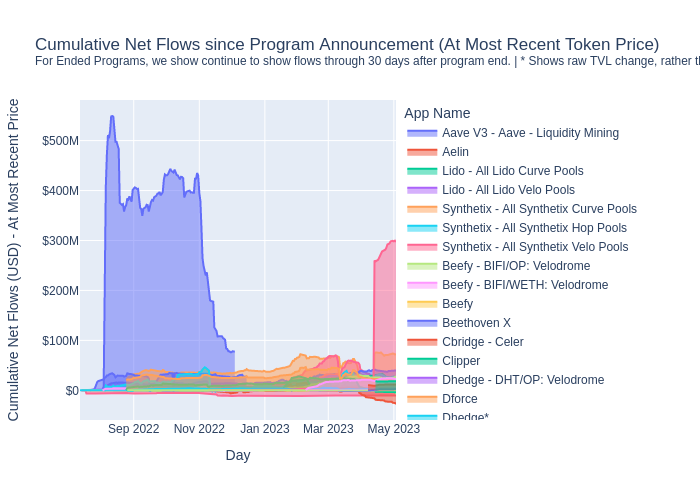 Cumulative Net Flows since Program Announcement (At Most Recent Token Price)
For Ended Programs, we show continue to show flows through 30 days after program end. | * Shows raw TVL change, rather
App Name
Aave V3 - Aave - Liquidity Mining
Aelin
Lido - All Lido Curve Pools
Lido - All Lido Velo Pools
Synthetix - All Synthetix Curve Pools
Synthetix - All Synthetix Hop Pools
Synthetix - All Synthetix Velo Pools
Beefy - BIFI/OP: Velodrome
Beefy - BIFI/WETH: Velodrome
Beefy
Beethoven X
Cbridge - Celer
Clipper
Dhedge - DHT/OP: Velodrome
Dforce
Dhedge*
Cumulative Net Flows (USD) - At Most Recent Price
$500M
$400M
$300M
$200M
$100M
$0
Sep 2022
Nov 2022
Jan 2023
Mar 2023
May 2023
Day